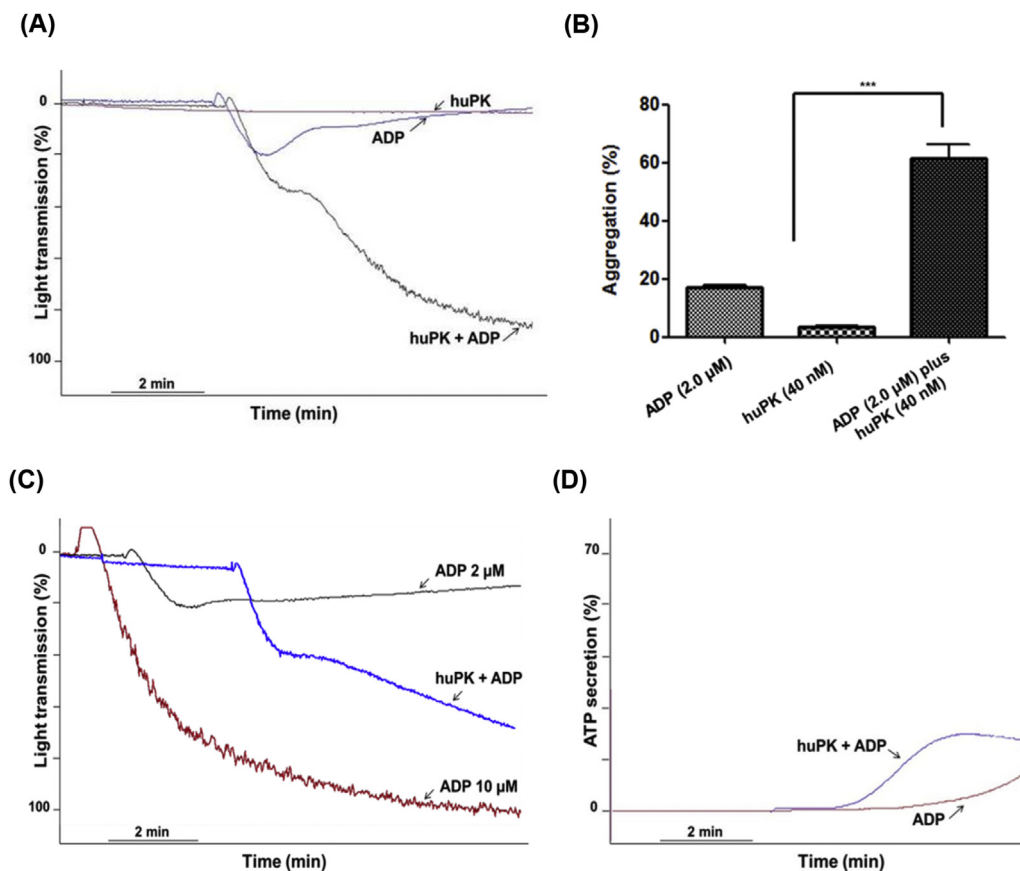 (A)
Light transmission (%)
0
100
huPK
ADP
huPK + ADP
2 min
Time (min)
(B)
Aggregation (%)
80
60
40
20
0
***
ADP (2.0 µM)
huPK (40 nM)
ADP (2.0 µM) plus
huPK (40 nM)
(C)
Light transmission (%)
0
100
ADP 2 µM
huPK + ADP
ADP 10 µM
2 min
Time (min)
(D)
ATP secretion (%)
70
0
huPK + ADP
ADP
2 min
Time (min)